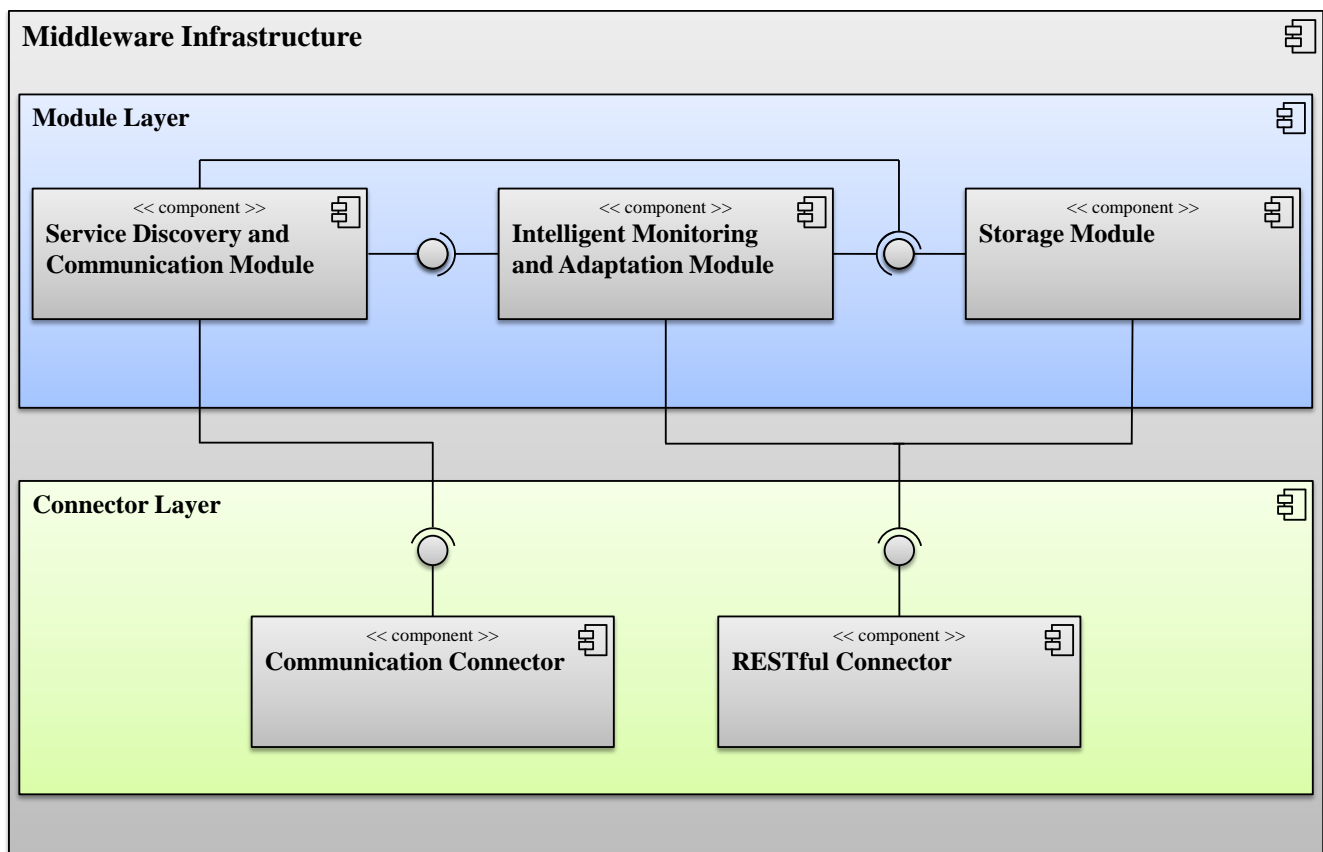 Middleware Infrastructure
Module Layer
<< component >>
Service Discovery and
Communication Module
<< component >>
Intelligent Monitoring
and Adaptation Module
<< component >>
Storage Module
Connector Layer
<< component >>
Communication Connector
<< component >>
RESTful Connector